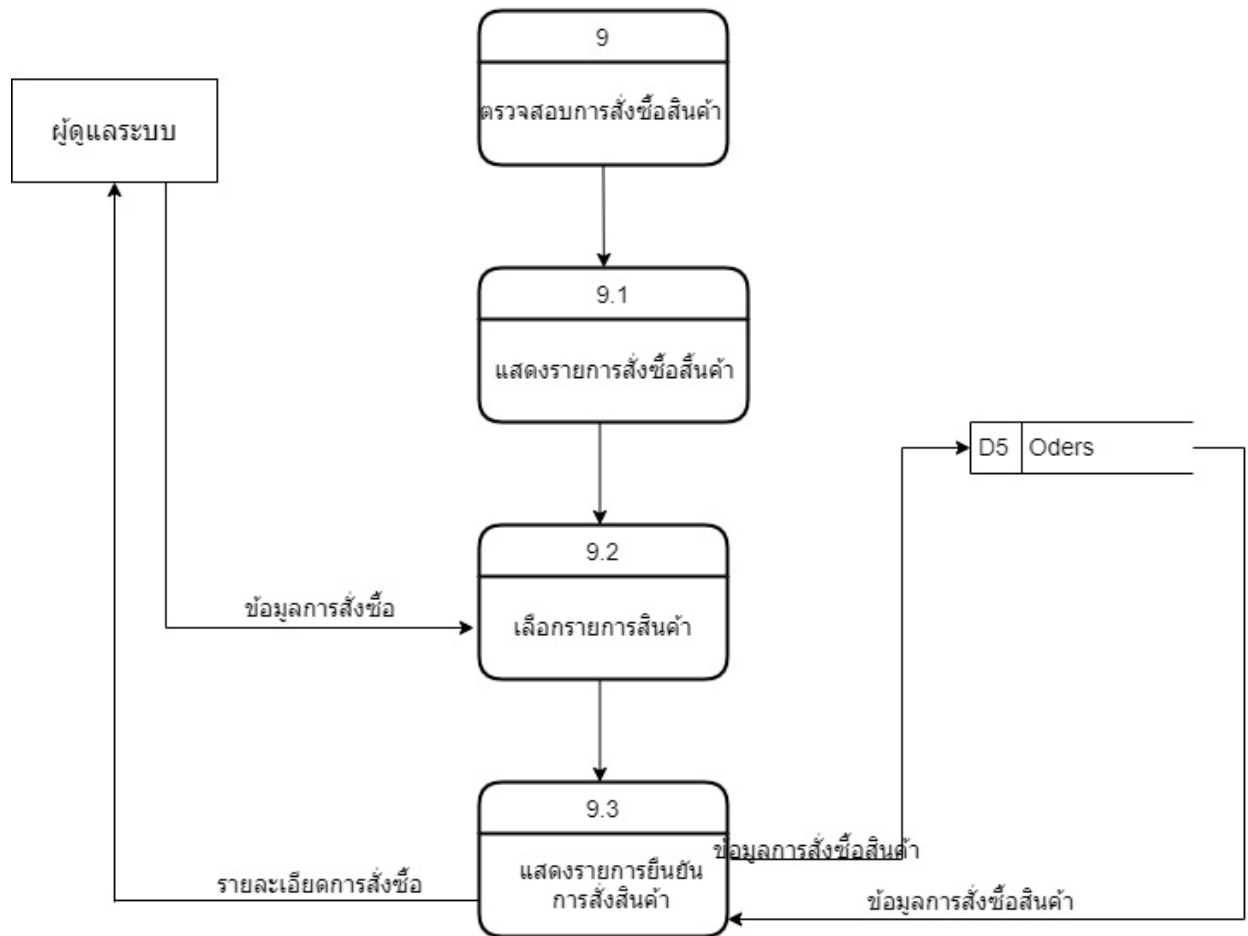 9
ตรวจสอบการสั่งซื้อสินค้า
ผู้ดูแลระบบ
9.1
แสดงรายการสั่งซื้อสิ้นค้า
D5 Oders
9.2
ข้อมูลการสั่งซื้อ
เลือกรายการสินค้า
9.3
ข้อมูลการสั่งซื้อสินค้า
แสดงรายการยืนยัน
การสั่งสินค้า
รายละเอียดการสั่งซื้อ
ข้อมูลการสั่งซื้อสินค้า